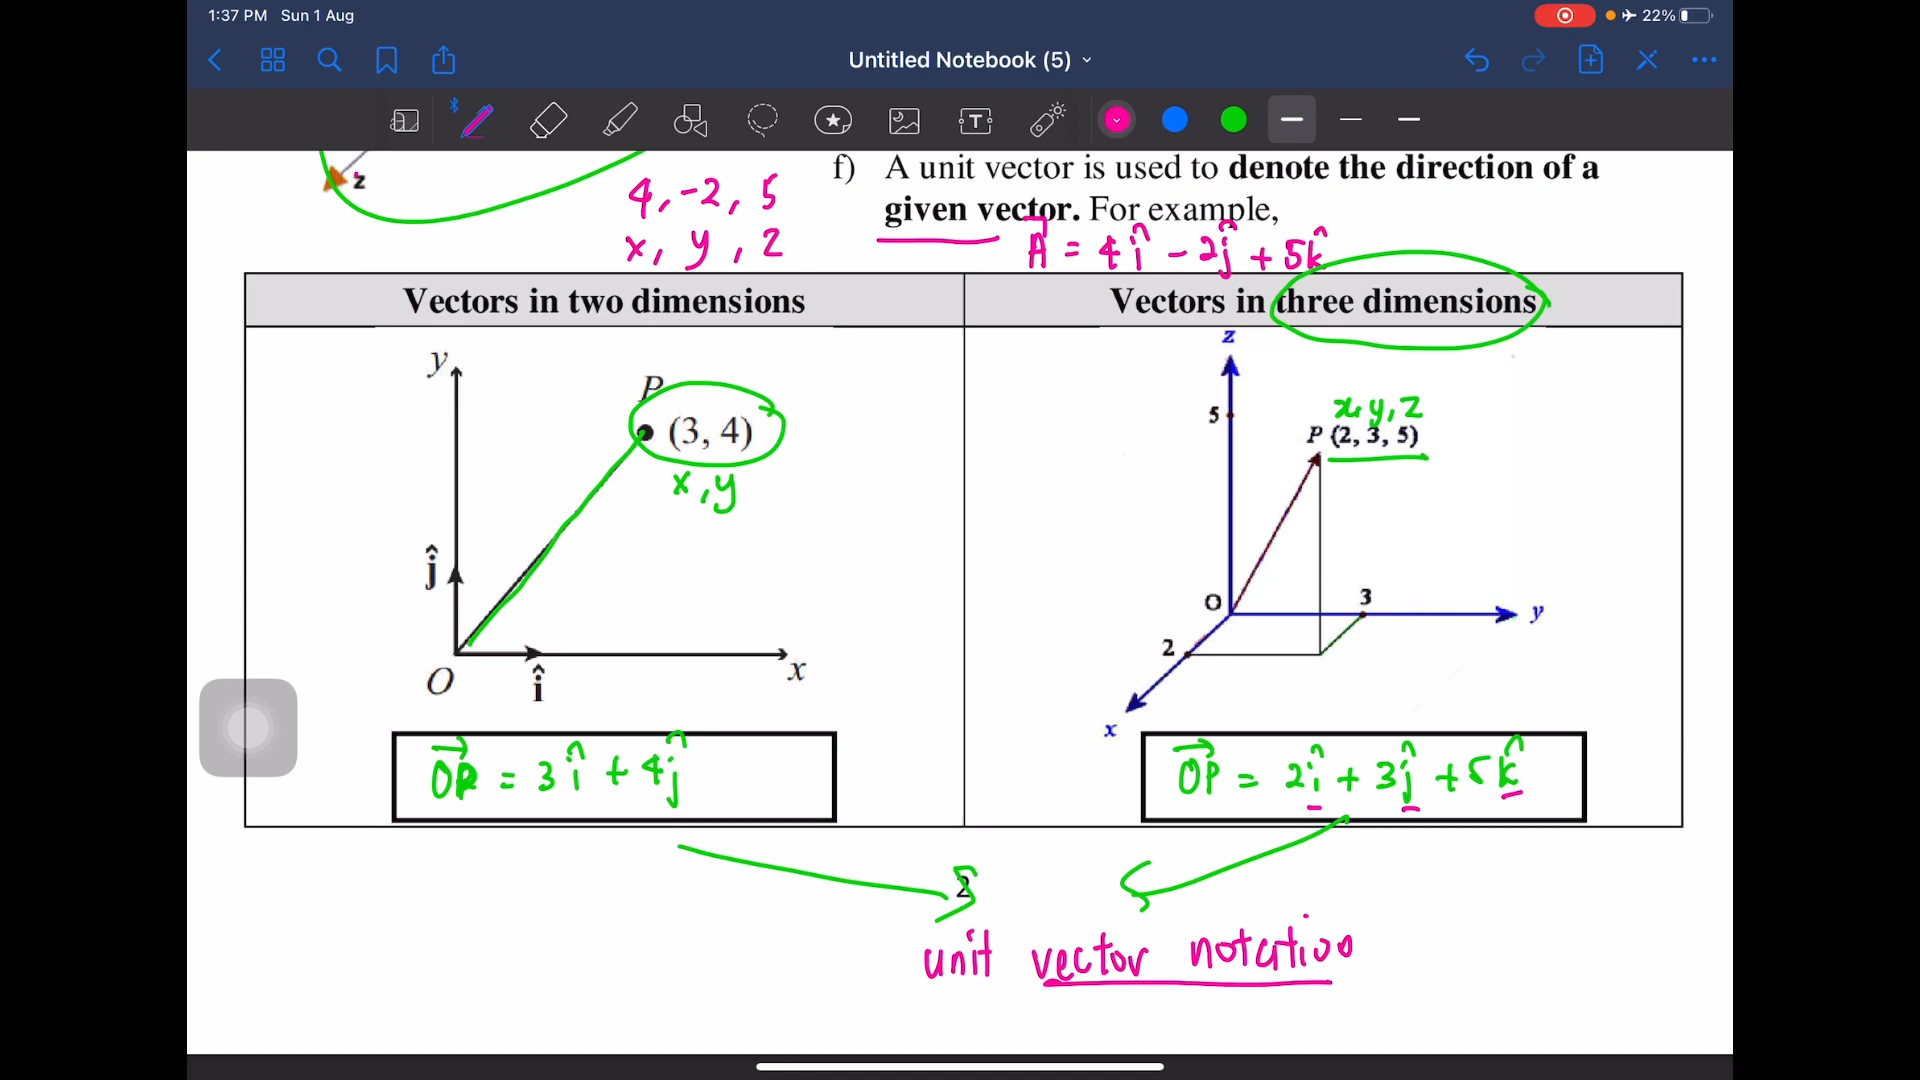 1:37 PM Sun 1 Aug
22%
Untitled Notebook (5)
T
z
4, -2, 5
x, y, z
f) A unit vector is used to denote the direction of a
given vector. For example,
A⃗ = 4î - 2ĵ + 5k̂
Vectors in two dimensions
Vectors in three dimensions
y
P
(3, 4)
x, y
ĵ
O
î
x
z
5
x, y, z
P (2, 3, 5)
O
3
y
2
x
OP⃗ = 3î + 4ĵ
OP⃗ = 2î + 3ĵ + 5k̂
2
unit vector notation